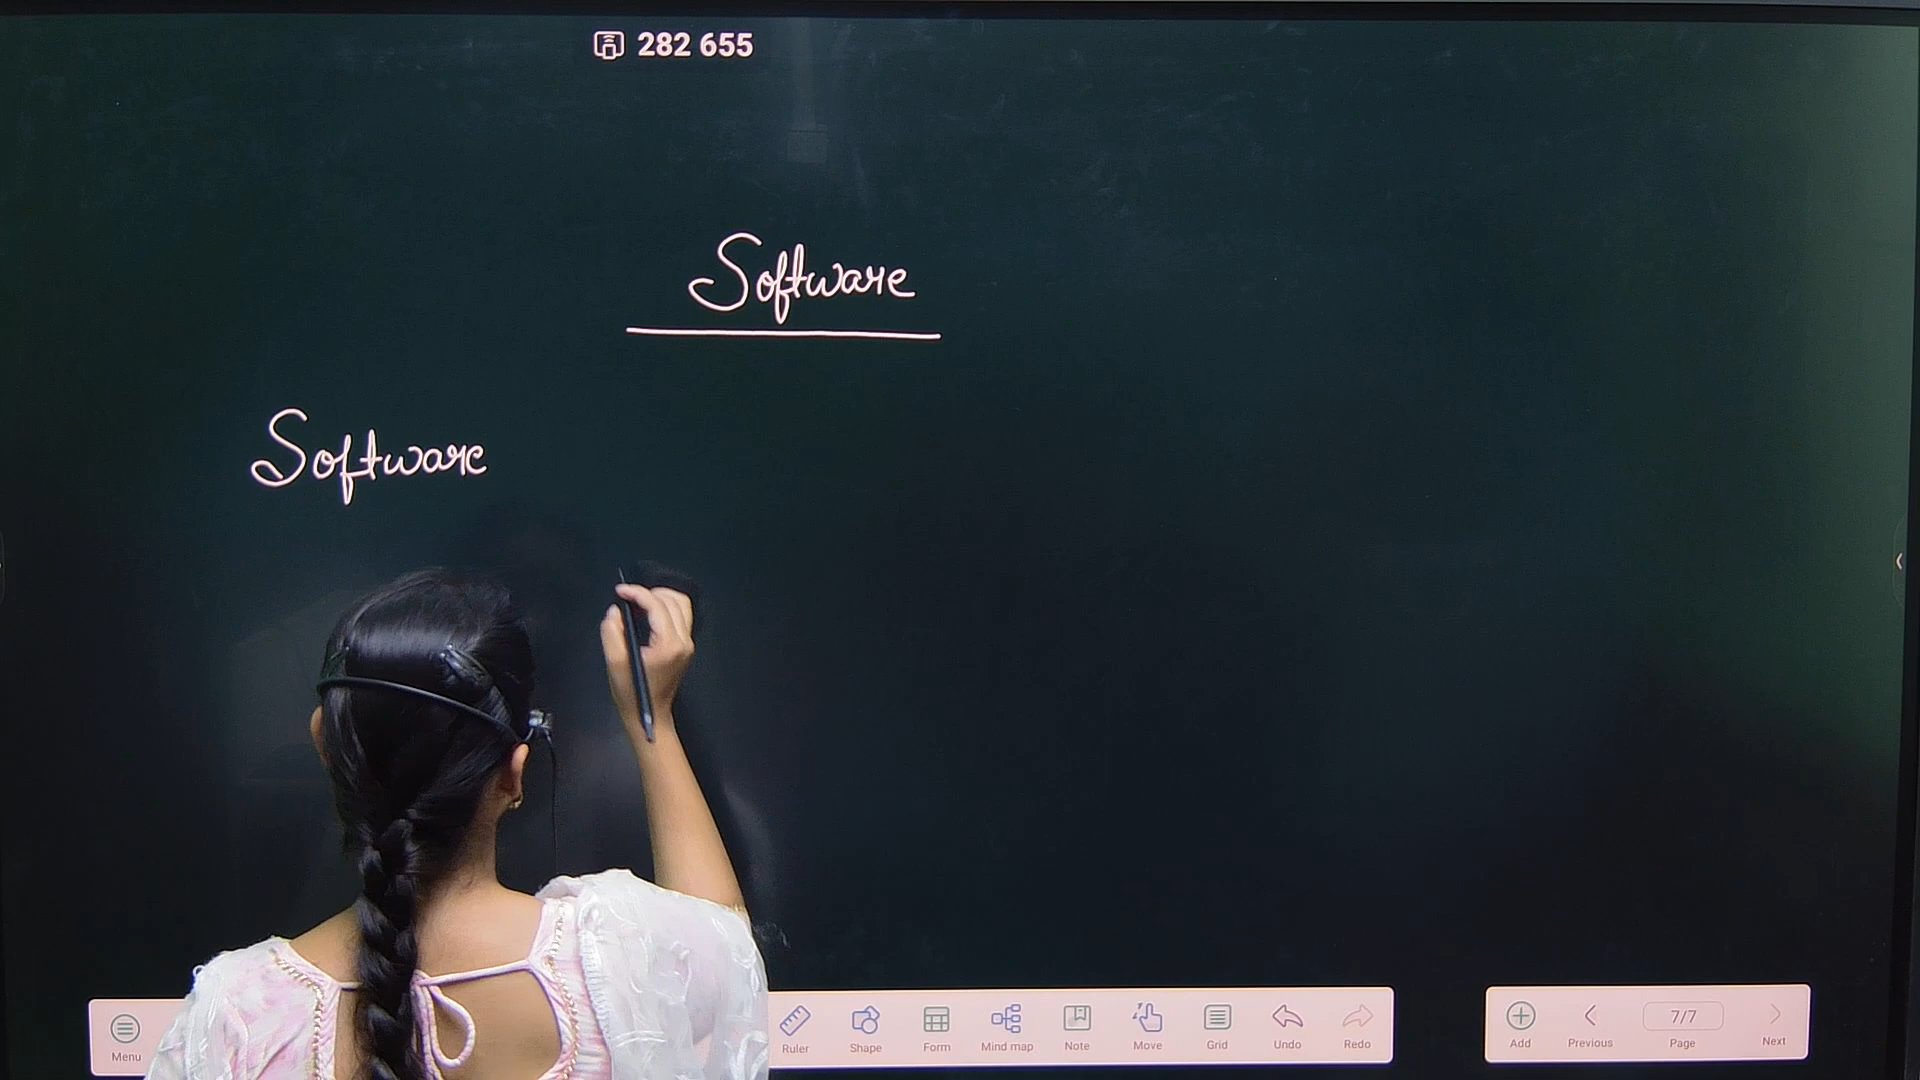 282 655
Software
Software
Menu
Ruler
Shape
Form
Mind map
Note
Move
Grid
Undo
Redo
Add
Previous
7/7
Page
Next